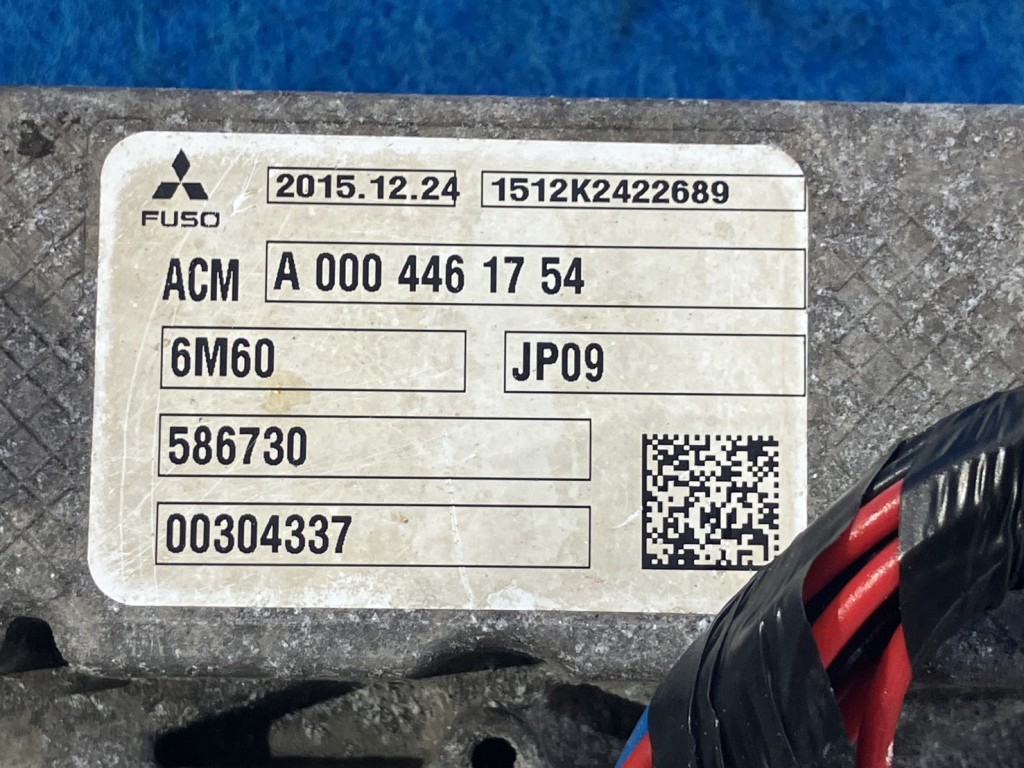 2015.12.24 1512K2422689
FUSO
ACM A 000 446 17 54
6M60 JP09
586730
00304337